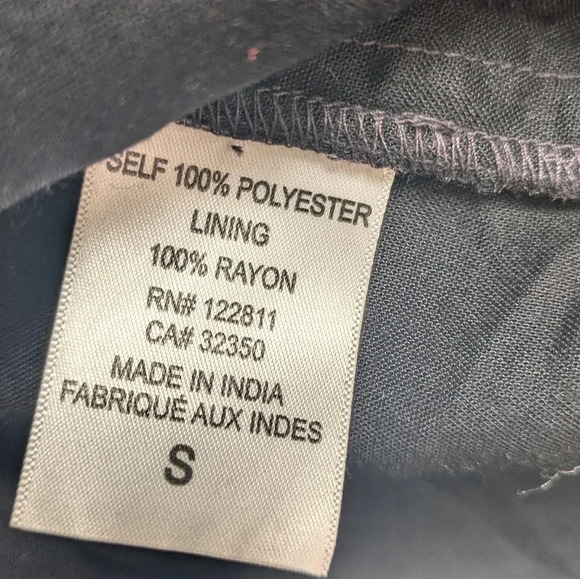 SELF 100% POLYESTER
LINING
100% RAYON
RN# 122811
CA# 32350
MADE IN INDIA
FABRIQUÉ AUX INDES
S